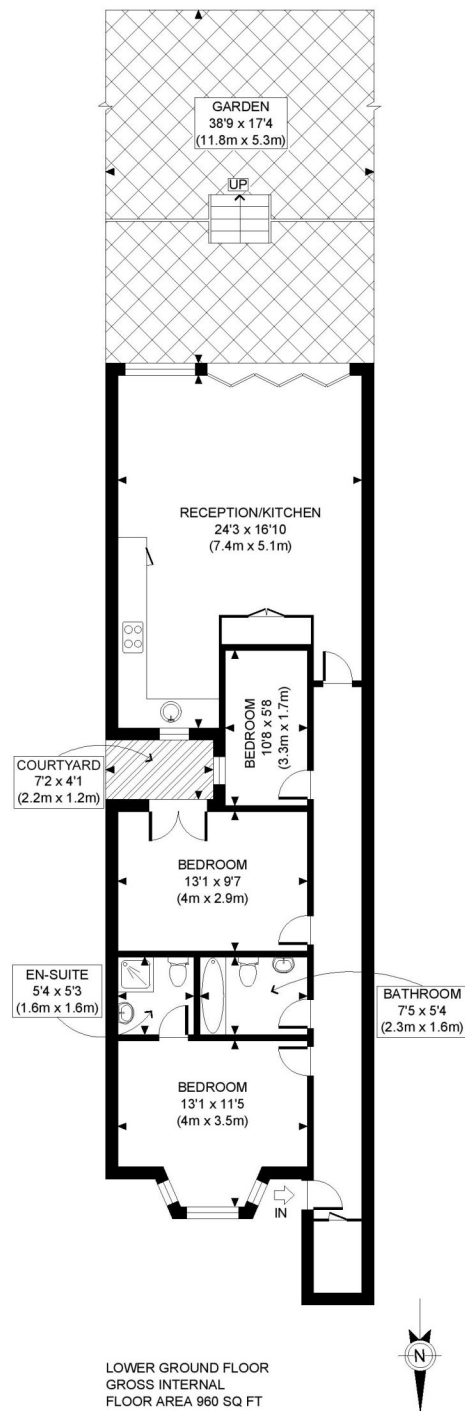 GARDEN
38'9 x 17'4
(11.8m x 5.3m)
UP
RECEPTION/KITCHEN
24'3 x 16'10
(7.4m x 5.1m)
BEDROOM
10'8 x 5'8
(3.3m x 1.7m)
COURTYARD
7'2 x 4'1
(2.2m x 1.2m)
BEDROOM
13'1 x 9'7
(4m x 2.9m)
EN-SUITE
5'4 x 5'3
(1.6m x 1.6m)
BATHROOM
7'5 x 5'4
(2.3m x 1.6m)
BEDROOM
13'1 x 11'5
(4m x 3.5m)
IN
N
LOWER GROUND FLOOR
GROSS INTERNAL
FLOOR AREA 960 SQ FT